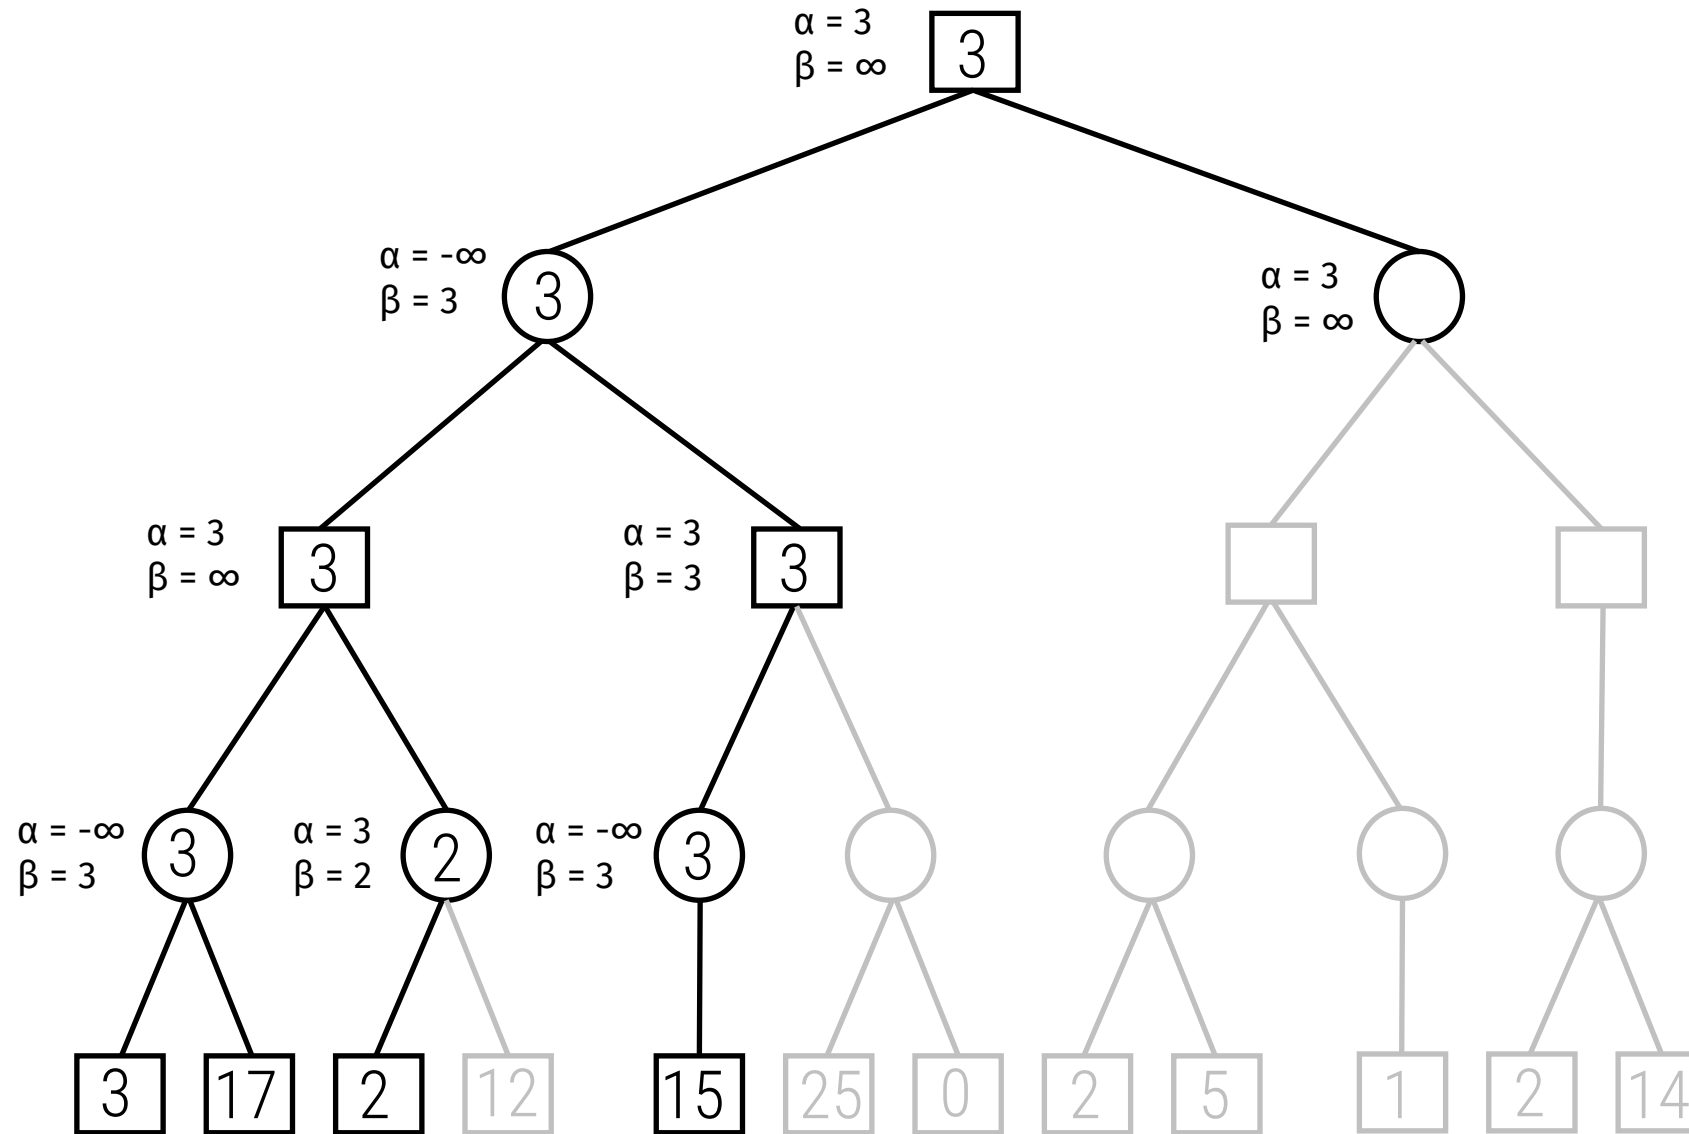 α = 3
β = ∞
3
α = -∞
β = 3
3
α = 3
β = ∞
α = 3
β = ∞
3
α = 3
β = 3
3
α = -∞
β = 3
3
α = 3
β = 2
2
α = -∞
β = 3
3
3
17
2
12
15
25
0
2
5
1
2
14